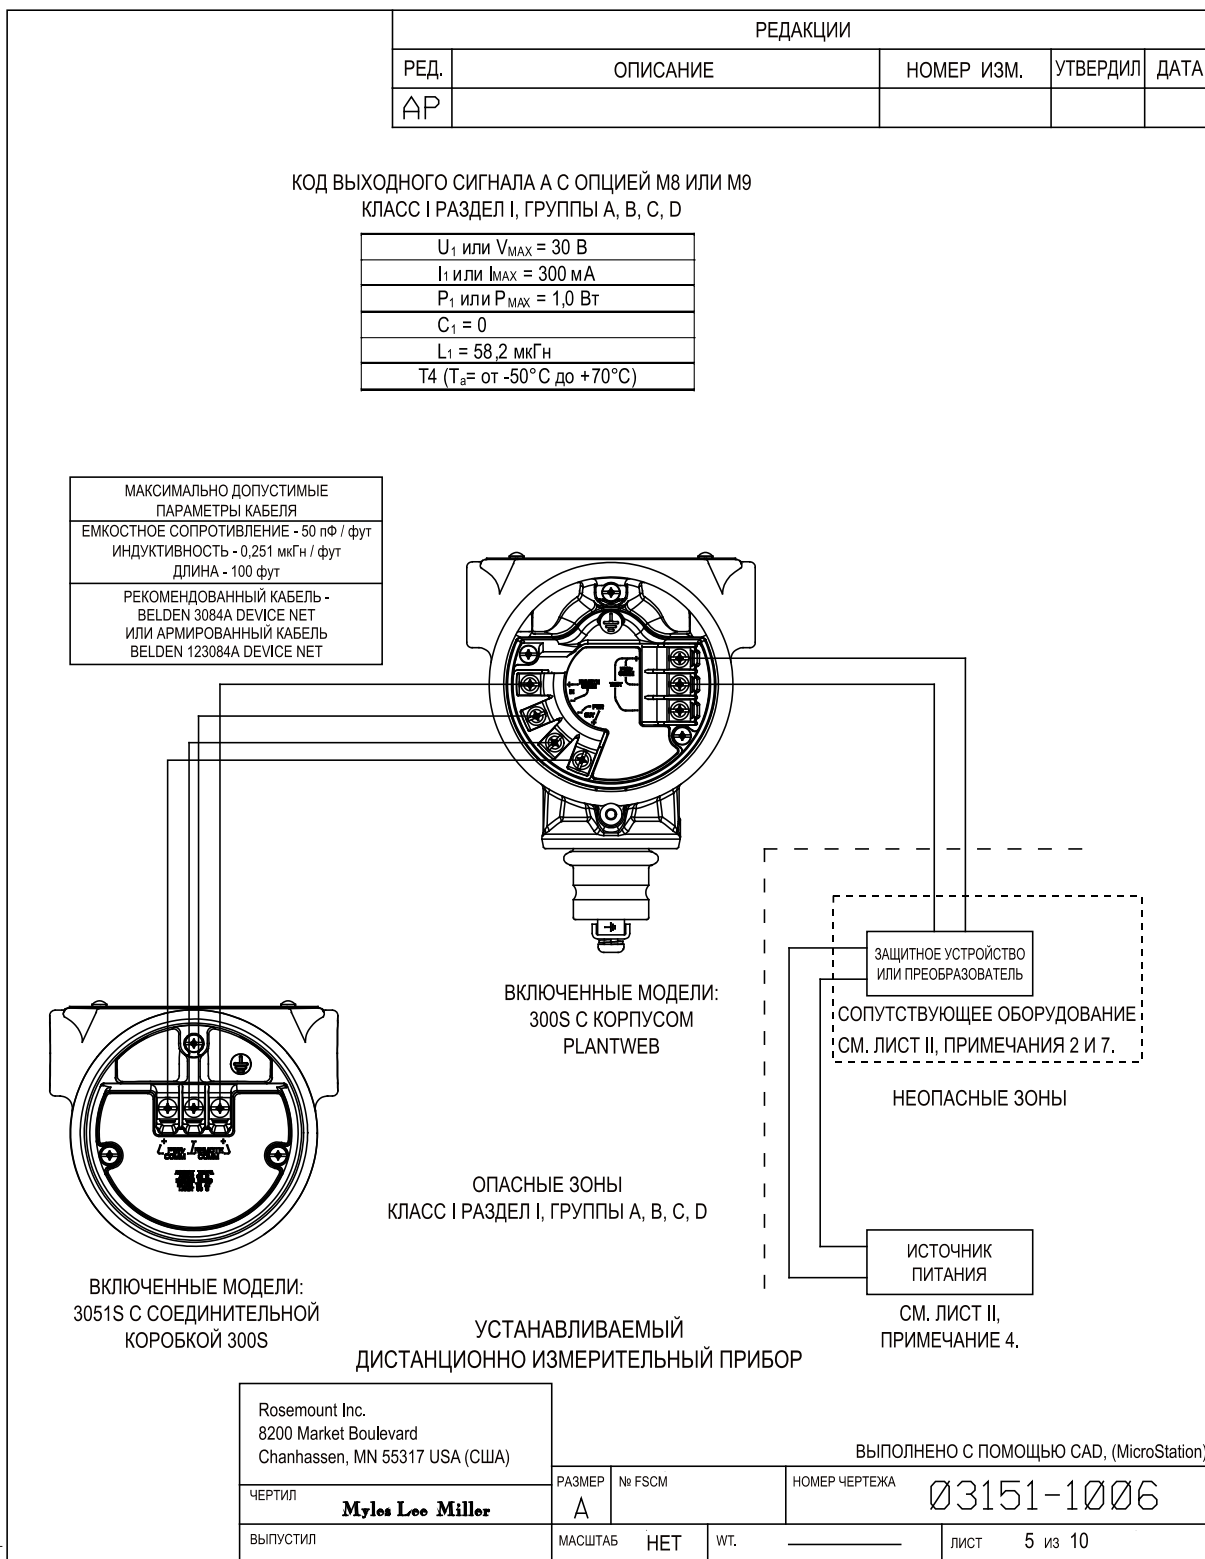 РЕДАКЦИИ
РЕД. ОПИСАНИЕ НОМЕР ИЗМ. УТВЕРДИЛ ДАТА
AP
КОД ВЫХОДНОГО СИГНАЛА А С ОПЦИЕЙ M8 ИЛИ M9
КЛАСС I РАЗДЕЛ I, ГРУППЫ A, B, C, D
U1 или VMAX = 30 В
I1 или IMAX = 300 мА
P1 или PMAX = 1,0 Вт
C1 = 0
L1 = 58,2 мкГн
T4 (Ta= от -50°C до +70°C)
МАКСИМАЛЬНО ДОПУСТИМЫЕ
ПАРАМЕТРЫ КАБЕЛЯ
ЕМКОСТНОЕ СОПРОТИВЛЕНИЕ - 50 пФ / фут
ИНДУКТИВНОСТЬ - 0,251 мкГн / фут
ДЛИНА - 100 фут
РЕКОМЕНДОВАННЫЙ КАБЕЛЬ -
BELDEN 3084A DEVICE NET
ИЛИ АРМИРОВАННЫЙ КАБЕЛЬ
BELDEN 123084A DEVICE NET
ЗАЩИТНОЕ УСТРОЙСТВО
ИЛИ ПРЕОБРАЗОВАТЕЛЬ
СОПУТСТВУЮЩЕЕ ОБОРУДОВАНИЕ
СМ. ЛИСТ II, ПРИМЕЧАНИЯ 2 И 7.
ВКЛЮЧЕННЫЕ МОДЕЛИ:
300S С КОРПУСОМ
PLANTWEB
НЕОПАСНЫЕ ЗОНЫ
ОПАСНЫЕ ЗОНЫ
КЛАСС I РАЗДЕЛ I, ГРУППЫ A, B, C, D
ИСТОЧНИК
ПИТАНИЯ
СМ. ЛИСТ II,
ПРИМЕЧАНИЕ 4.
ВКЛЮЧЕННЫЕ МОДЕЛИ:
3051S С СОЕДИНИТЕЛЬНОЙ
КОРОБКОЙ 300S
УСТАНАВЛИВАЕМЫЙ
ДИСТАНЦИОННО ИЗМЕРИТЕЛЬНЫЙ ПРИБОР
Rosemount Inc.
8200 Market Boulevard
Chanhassen, MN 55317 USA (США)
ВЫПОЛНЕНО С ПОМОЩЬЮ CAD, (MicroStation)
ЧЕРТИЛ Myles Lee Miller
РАЗМЕР A № FSCM НОМЕР ЧЕРТЕЖА 03151-1006
ВЫПУСТИЛ
МАСШТАБ НЕТ WT. ЛИСТ 5 из 10